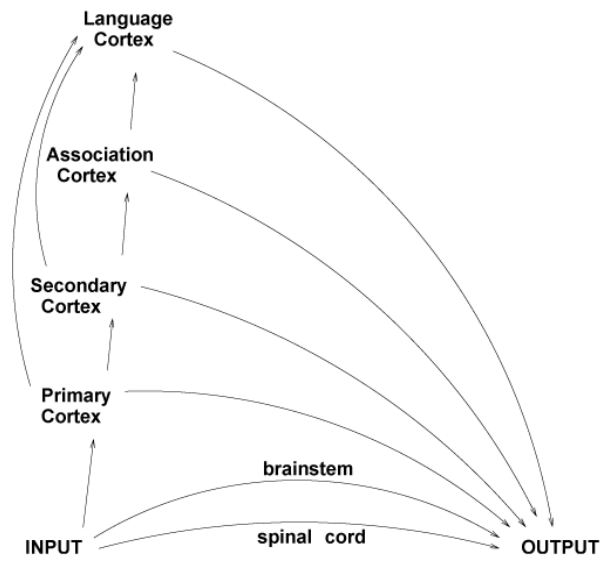 Language
Cortex
Association
Cortex
Secondary
Cortex
Primary
Cortex
brainstem
spinal cord
INPUT
OUTPUT